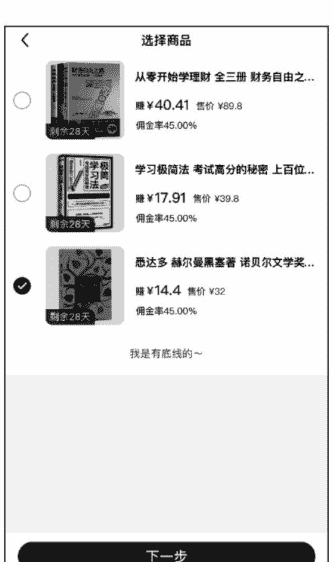 选择商品
从零开始学理财 全三册 财务自由之...
赚 ¥40.41 售价 ¥89.8
佣金率45.00%
剩余28天
学习极简法 考试高分的秘密 上百位...
赚 ¥17.91 售价 ¥39.8
佣金率45.00%
极简学习法
剩余28天
悉达多 赫尔曼黑塞著 诺贝尔文学奖...
赚 ¥14.4 售价 ¥32
佣金率45.00%
剩余28天
我是有底线的~
下一步